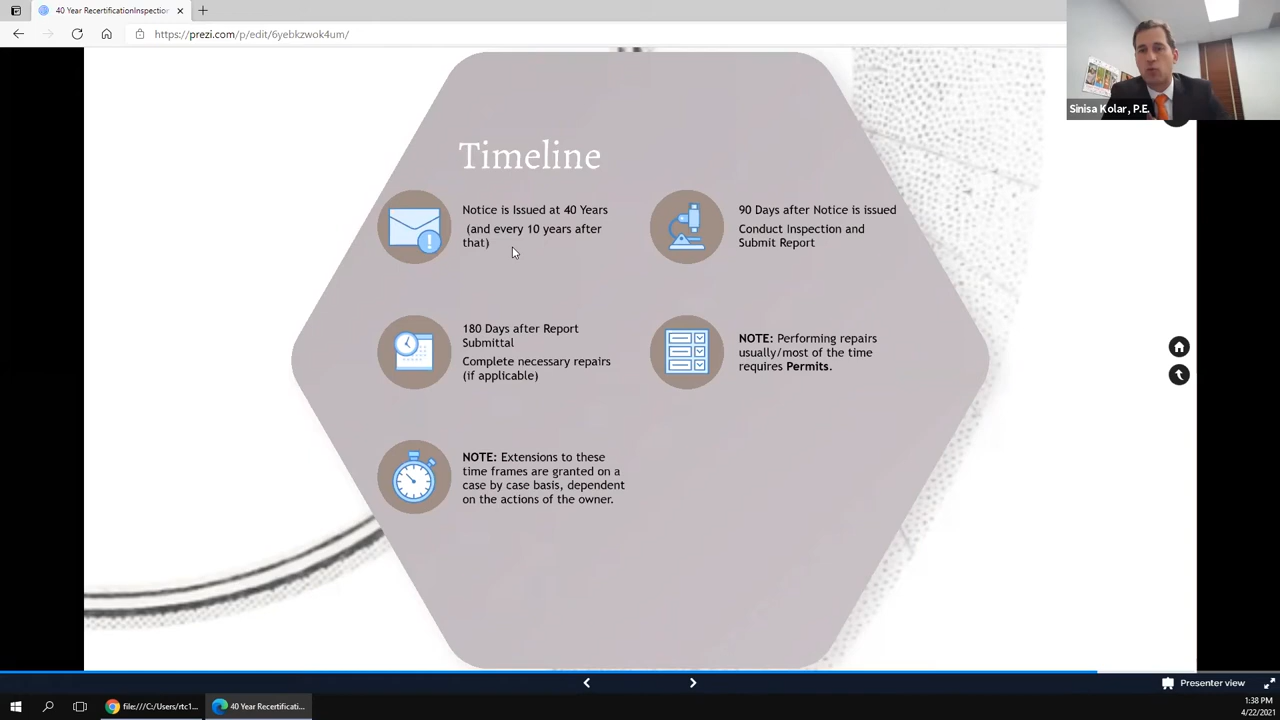 40 Year RecertificationInspectio
https://prezi.com/p/edit/6yebkzwok4um/
Sinisa Kolar, P.E.
Timeline
Notice is Issued at 40 Years
(and every 10 years after
that)
90 Days after Notice is issued
Conduct Inspection and
Submit Report
180 Days after Report
Submittal
Complete necessary repairs
(if applicable)
NOTE: Performing repairs
usually/most of the time
requires Permits.
NOTE: Extensions to these
time frames are granted on a
case by case basis, dependent
on the actions of the owner.
Presenter view
file:///C:/Users/rtc1...
40 Year Recertificati...
1:38 PM
4/22/2021